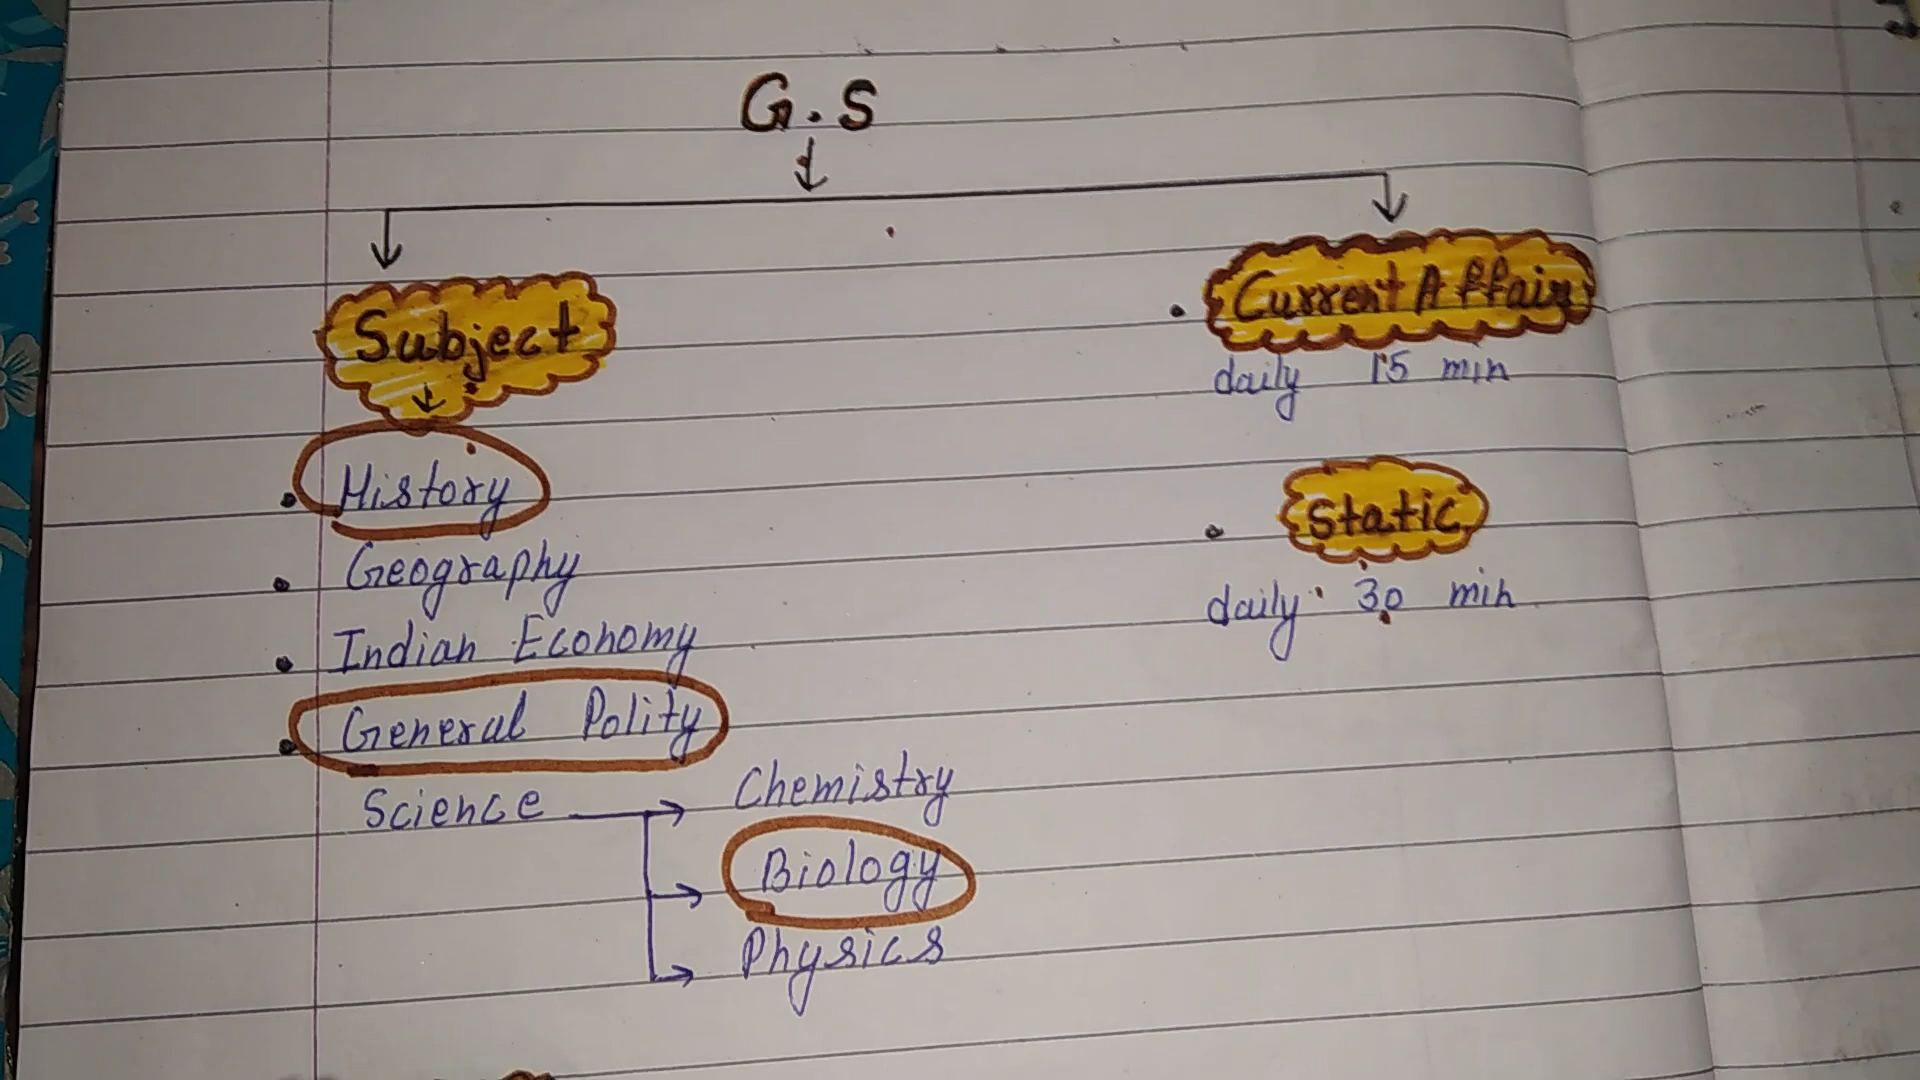 G.S
Subject
History
Geography
Indian Economy
General Polity
Science
Chemistry
Biology
Physics
Current Affair
daily 15 min
Static
daily 30 min